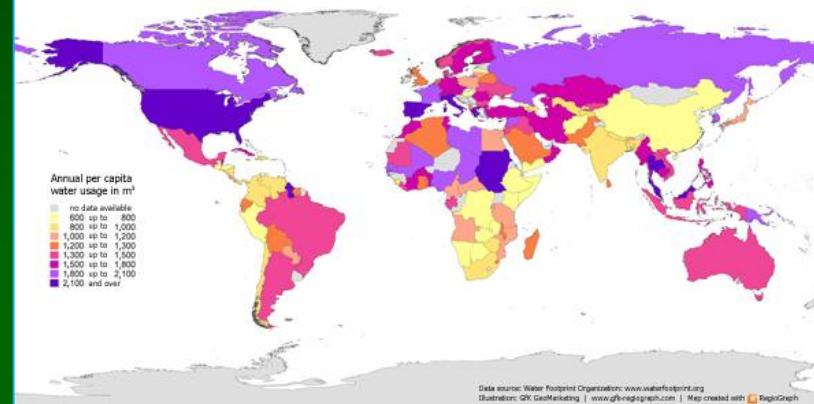 Annual per capita
water usage in m³
no data available
600 up to 800
800 up to 1,000
1,000 up to 1,200
1,200 up to 1,300
1,300 up to 1,500
1,500 up to 1,800
1,800 up to 2,100
2,100 and over
Data source: Water Footprint Organization: www.waterfootprint.org
Illustration: GfK GeoMarketing | www.gfk-regiograph.com | Map created with RegioGraph